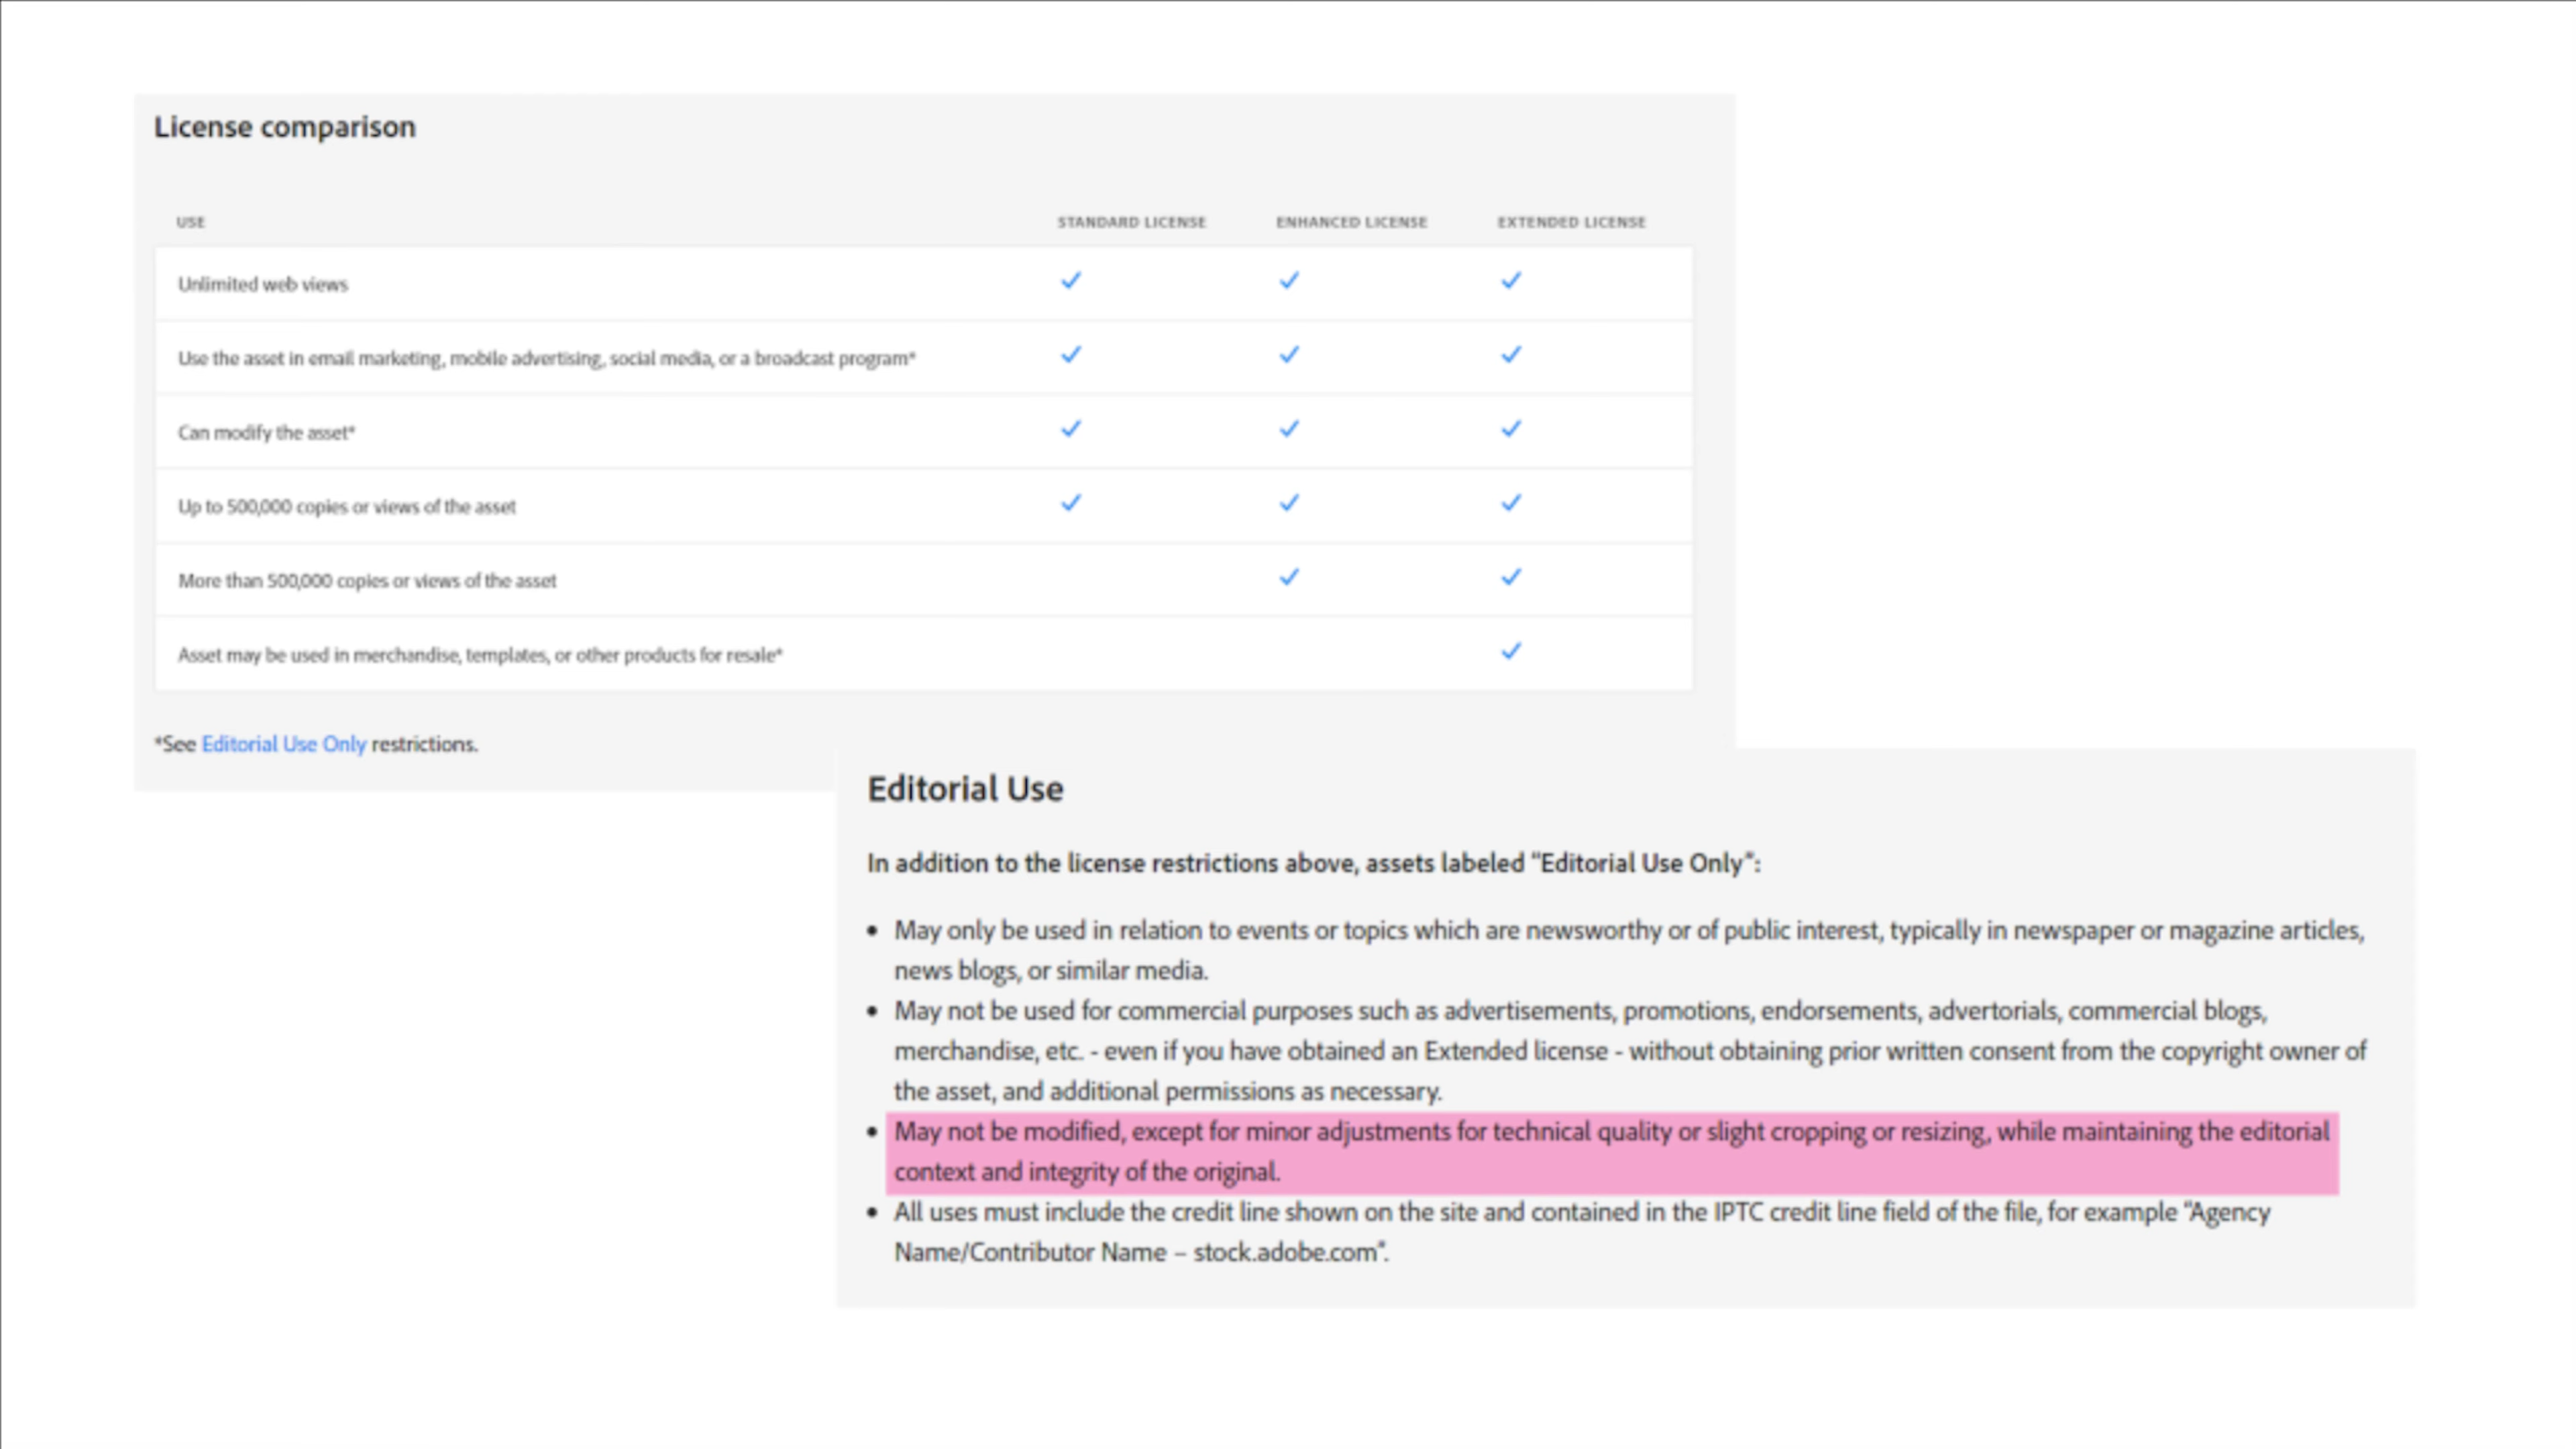 License comparison
USE STANDARD LICENSE ENHANCED LICENSE EXTENDED LICENSE
Unlimited web views ✓ ✓ ✓
Use the asset in email marketing, mobile advertising, social media, or a broadcast program* ✓ ✓ ✓
Can modify the asset* ✓ ✓ ✓
Up to 500,000 copies or views of the asset ✓ ✓ ✓
More than 500,000 copies or views of the asset ✓ ✓
Asset may be used in merchandise, templates, or other products for resale* ✓
*See Editorial Use Only restrictions.
Editorial Use
In addition to the license restrictions above, assets labeled "Editorial Use Only":
• May only be used in relation to events or topics which are newsworthy or of public interest, typically in newspaper or magazine articles,
news blogs, or similar media.
• May not be used for commercial purposes such as advertisements, promotions, endorsements, advertorials, commercial blogs,
merchandise, etc. - even if you have obtained an Extended license - without obtaining prior written consent from the copyright owner of
the asset, and additional permissions as necessary.
• May not be modified, except for minor adjustments for technical quality or slight cropping or resizing, while maintaining the editorial
context and integrity of the original.
• All uses must include the credit line shown on the site and contained in the IPTC credit line field of the file, for example "Agency
Name/Contributor Name – stock.adobe.com".